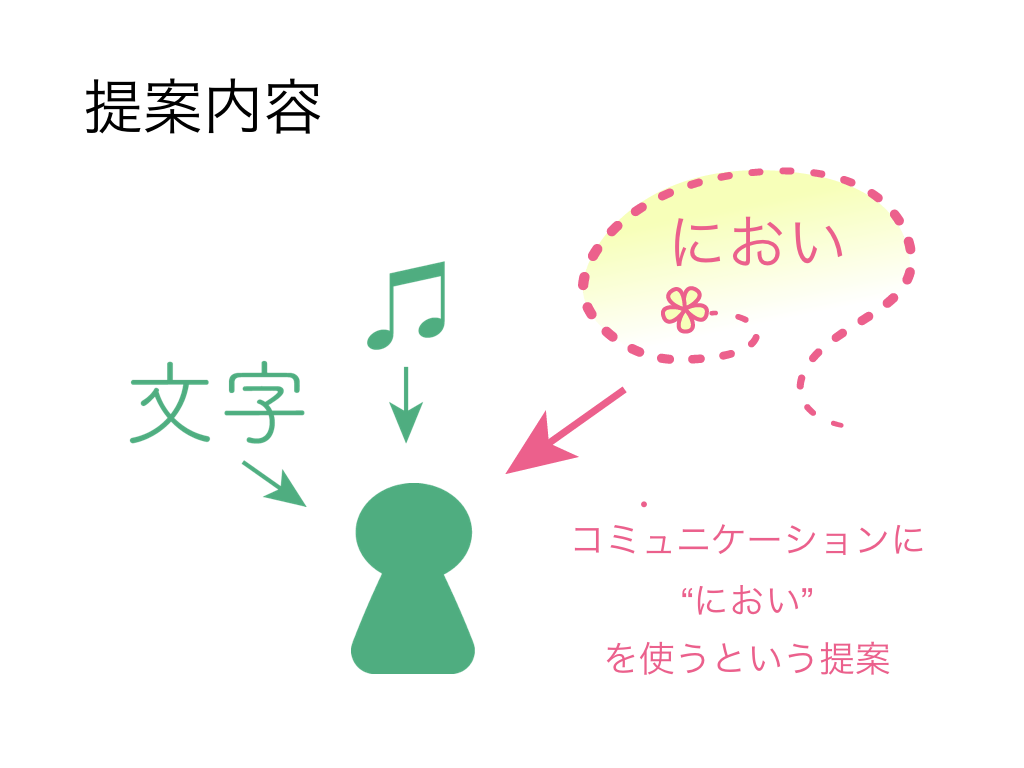 提案内容
におい
文字
コミュニケーションに
“におい”
を使うという提案